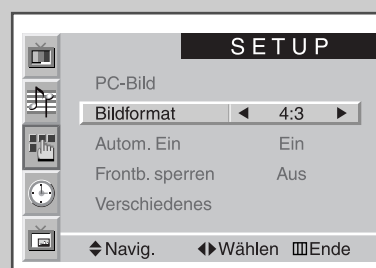 SETUP
PC-Bild
Bildformat ◀ 4:3 ▶
Autom. Ein Ein
Frontb. sperren Aus
Verschiedenes
Navig. Wählen Ende